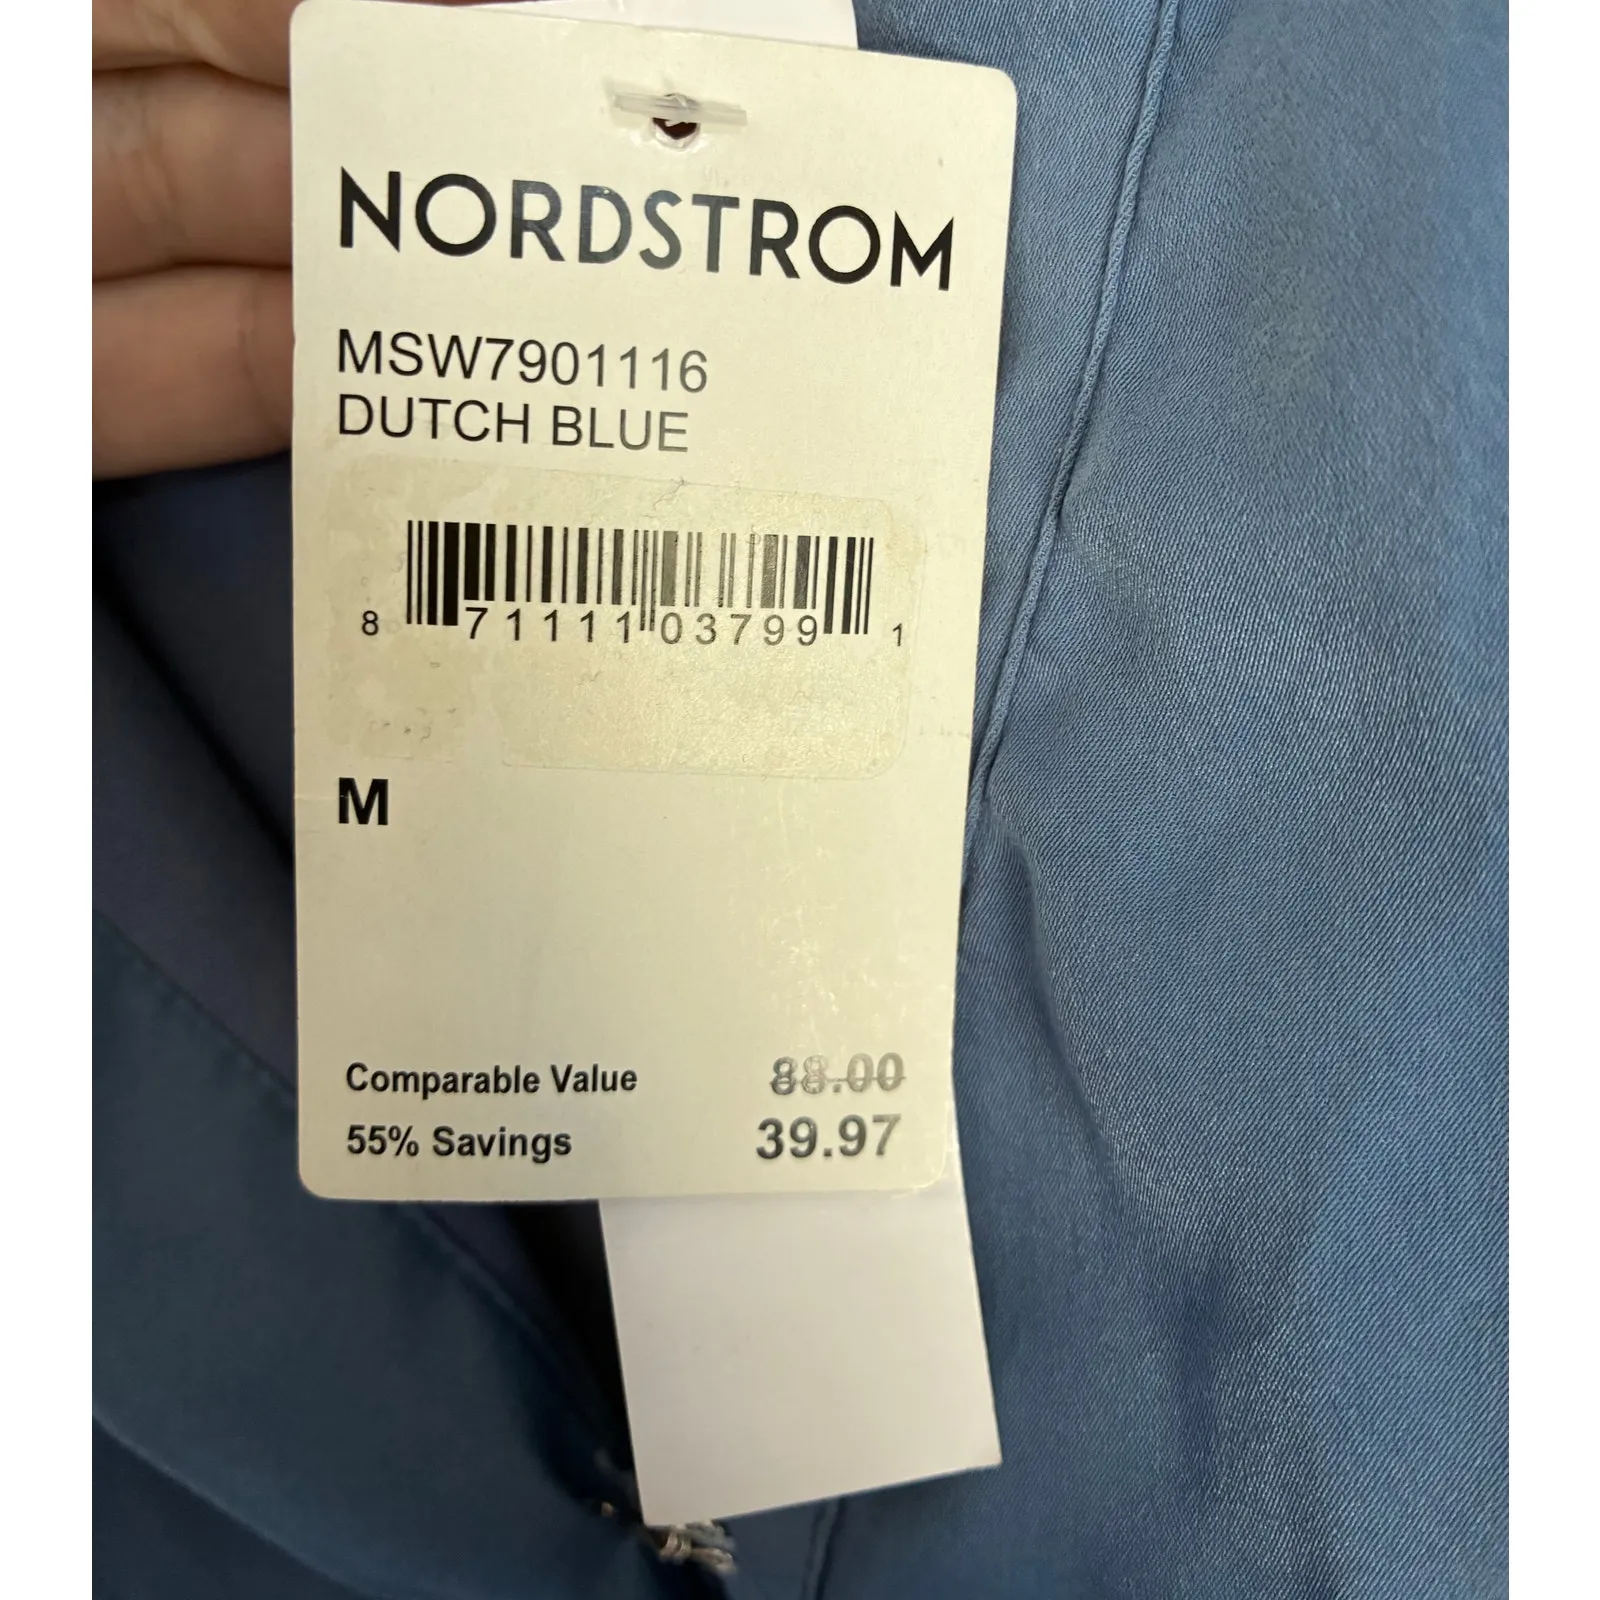 NORDSTROM
MSW7901116
DUTCH BLUE
8 71111 03799 1
M
Comparable Value 88.00
55% Savings 39.97